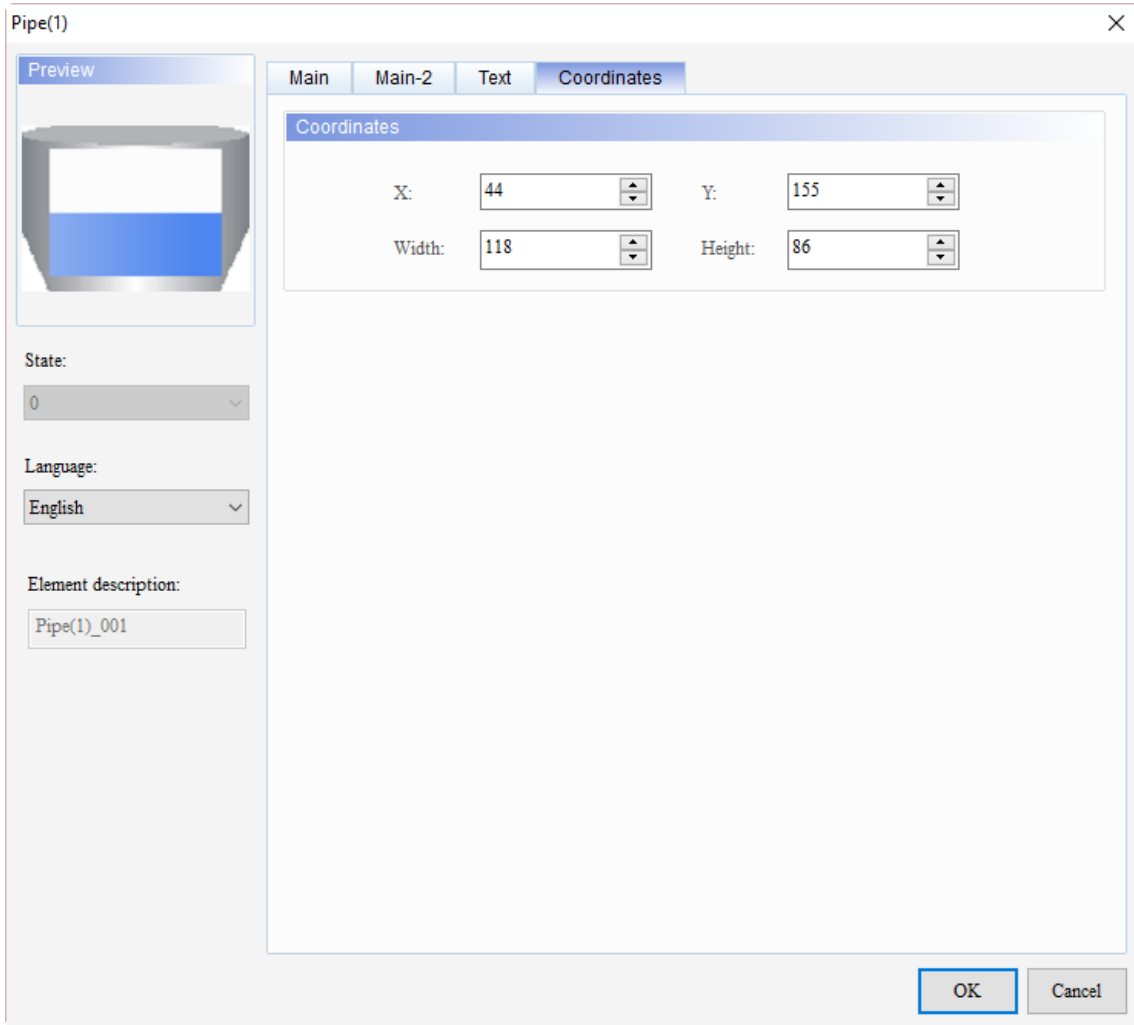 Pipe(1)
Preview
Main Main-2 Text Coordinates
Coordinates
X: 44 Y: 155
Width: 118 Height: 86
State:
0
Language:
English
Element description:
Pipe(1)_001
OK Cancel